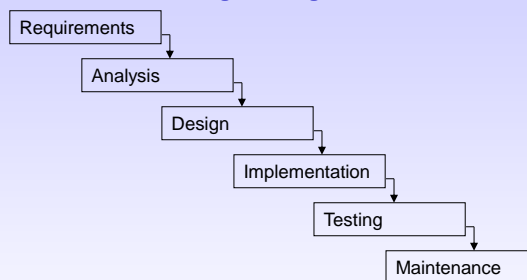 Requirements
Analysis
Design
Implementation
Testing
Maintenance